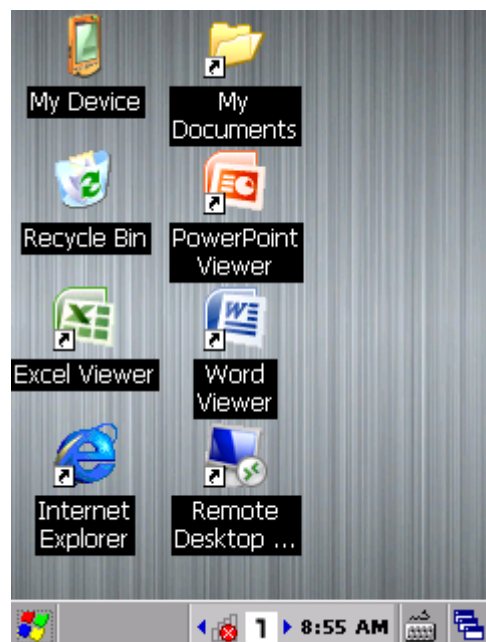 My Device
My
Documents
Recycle Bin
PowerPoint
Viewer
Excel Viewer
Word
Viewer
Internet
Explorer
Remote
Desktop ...
1 8:55 AM